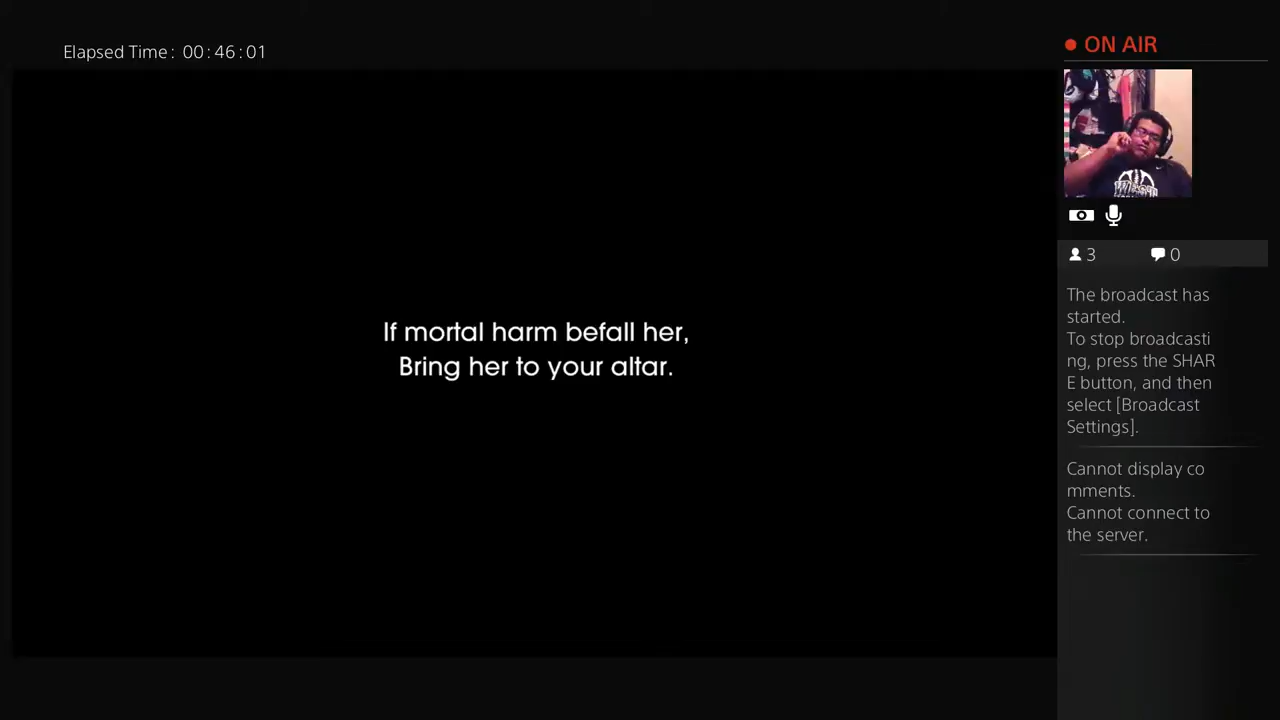 Elapsed Time: 00:46:01
ON AIR
If mortal harm befall her,
Bring her to your altar.
3
0
The broadcast has
started.
To stop broadcasti
ng, press the SHAR
E button, and then
select [Broadcast
Settings].
Cannot display co
mments.
Cannot connect to
the server.